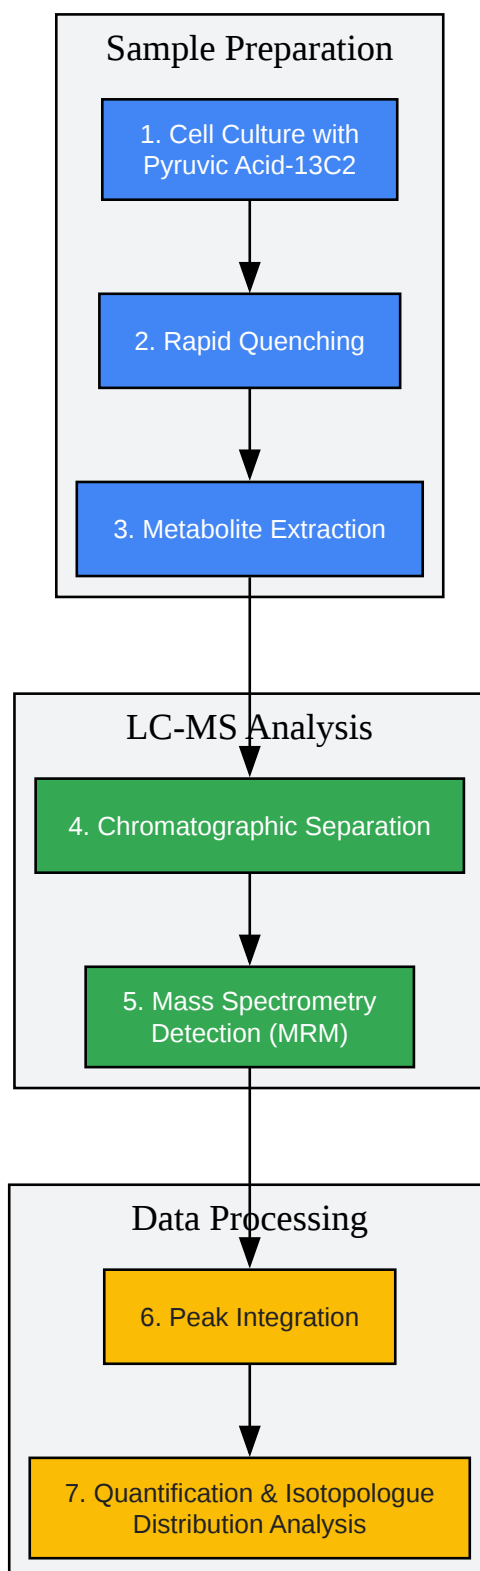 Sample Preparation
1. Cell Culture with
Pyruvic Acid-13C2
2. Rapid Quenching
3. Metabolite Extraction
LC-MS Analysis
4. Chromatographic Separation
5. Mass Spectrometry
Detection (MRM)
Data Processing
6. Peak Integration
7. Quantification & Isotopologue
Distribution Analysis